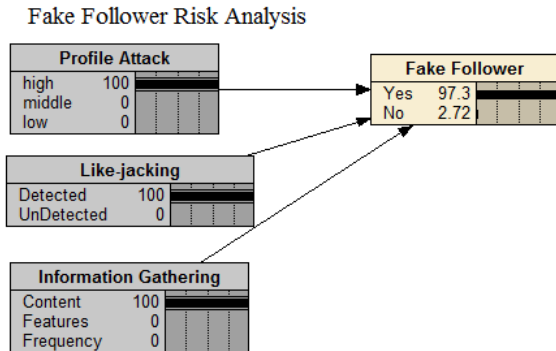 Fake Follower Risk Analysis
Profile Attack
high 100
middle 0
low 0
Fake Follower
Yes 97.3
No 2.72
Like-jacking
Detected 100
UnDetected 0
Information Gathering
Content 100
Features 0
Frequency 0